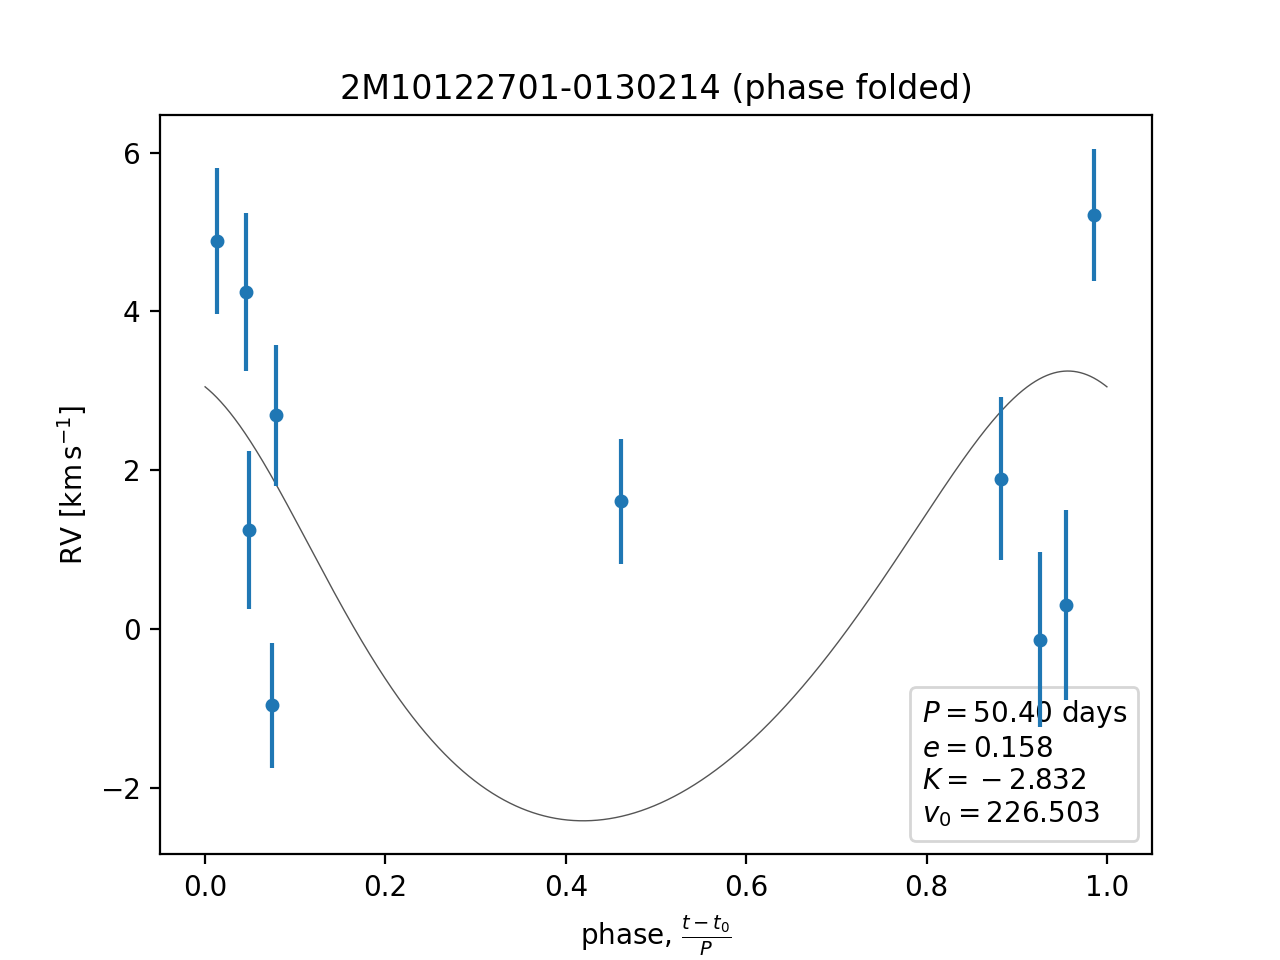 2M10122701-0130214 (phase folded)
6
4
2
0
−2
RV [km s⁻¹]
P = 50.40 days
e = 0.158
K = −2.832
v₀ = 226.503
0.0 0.2 0.4 0.6 0.8 1.0
phase, (t − t₀)/P